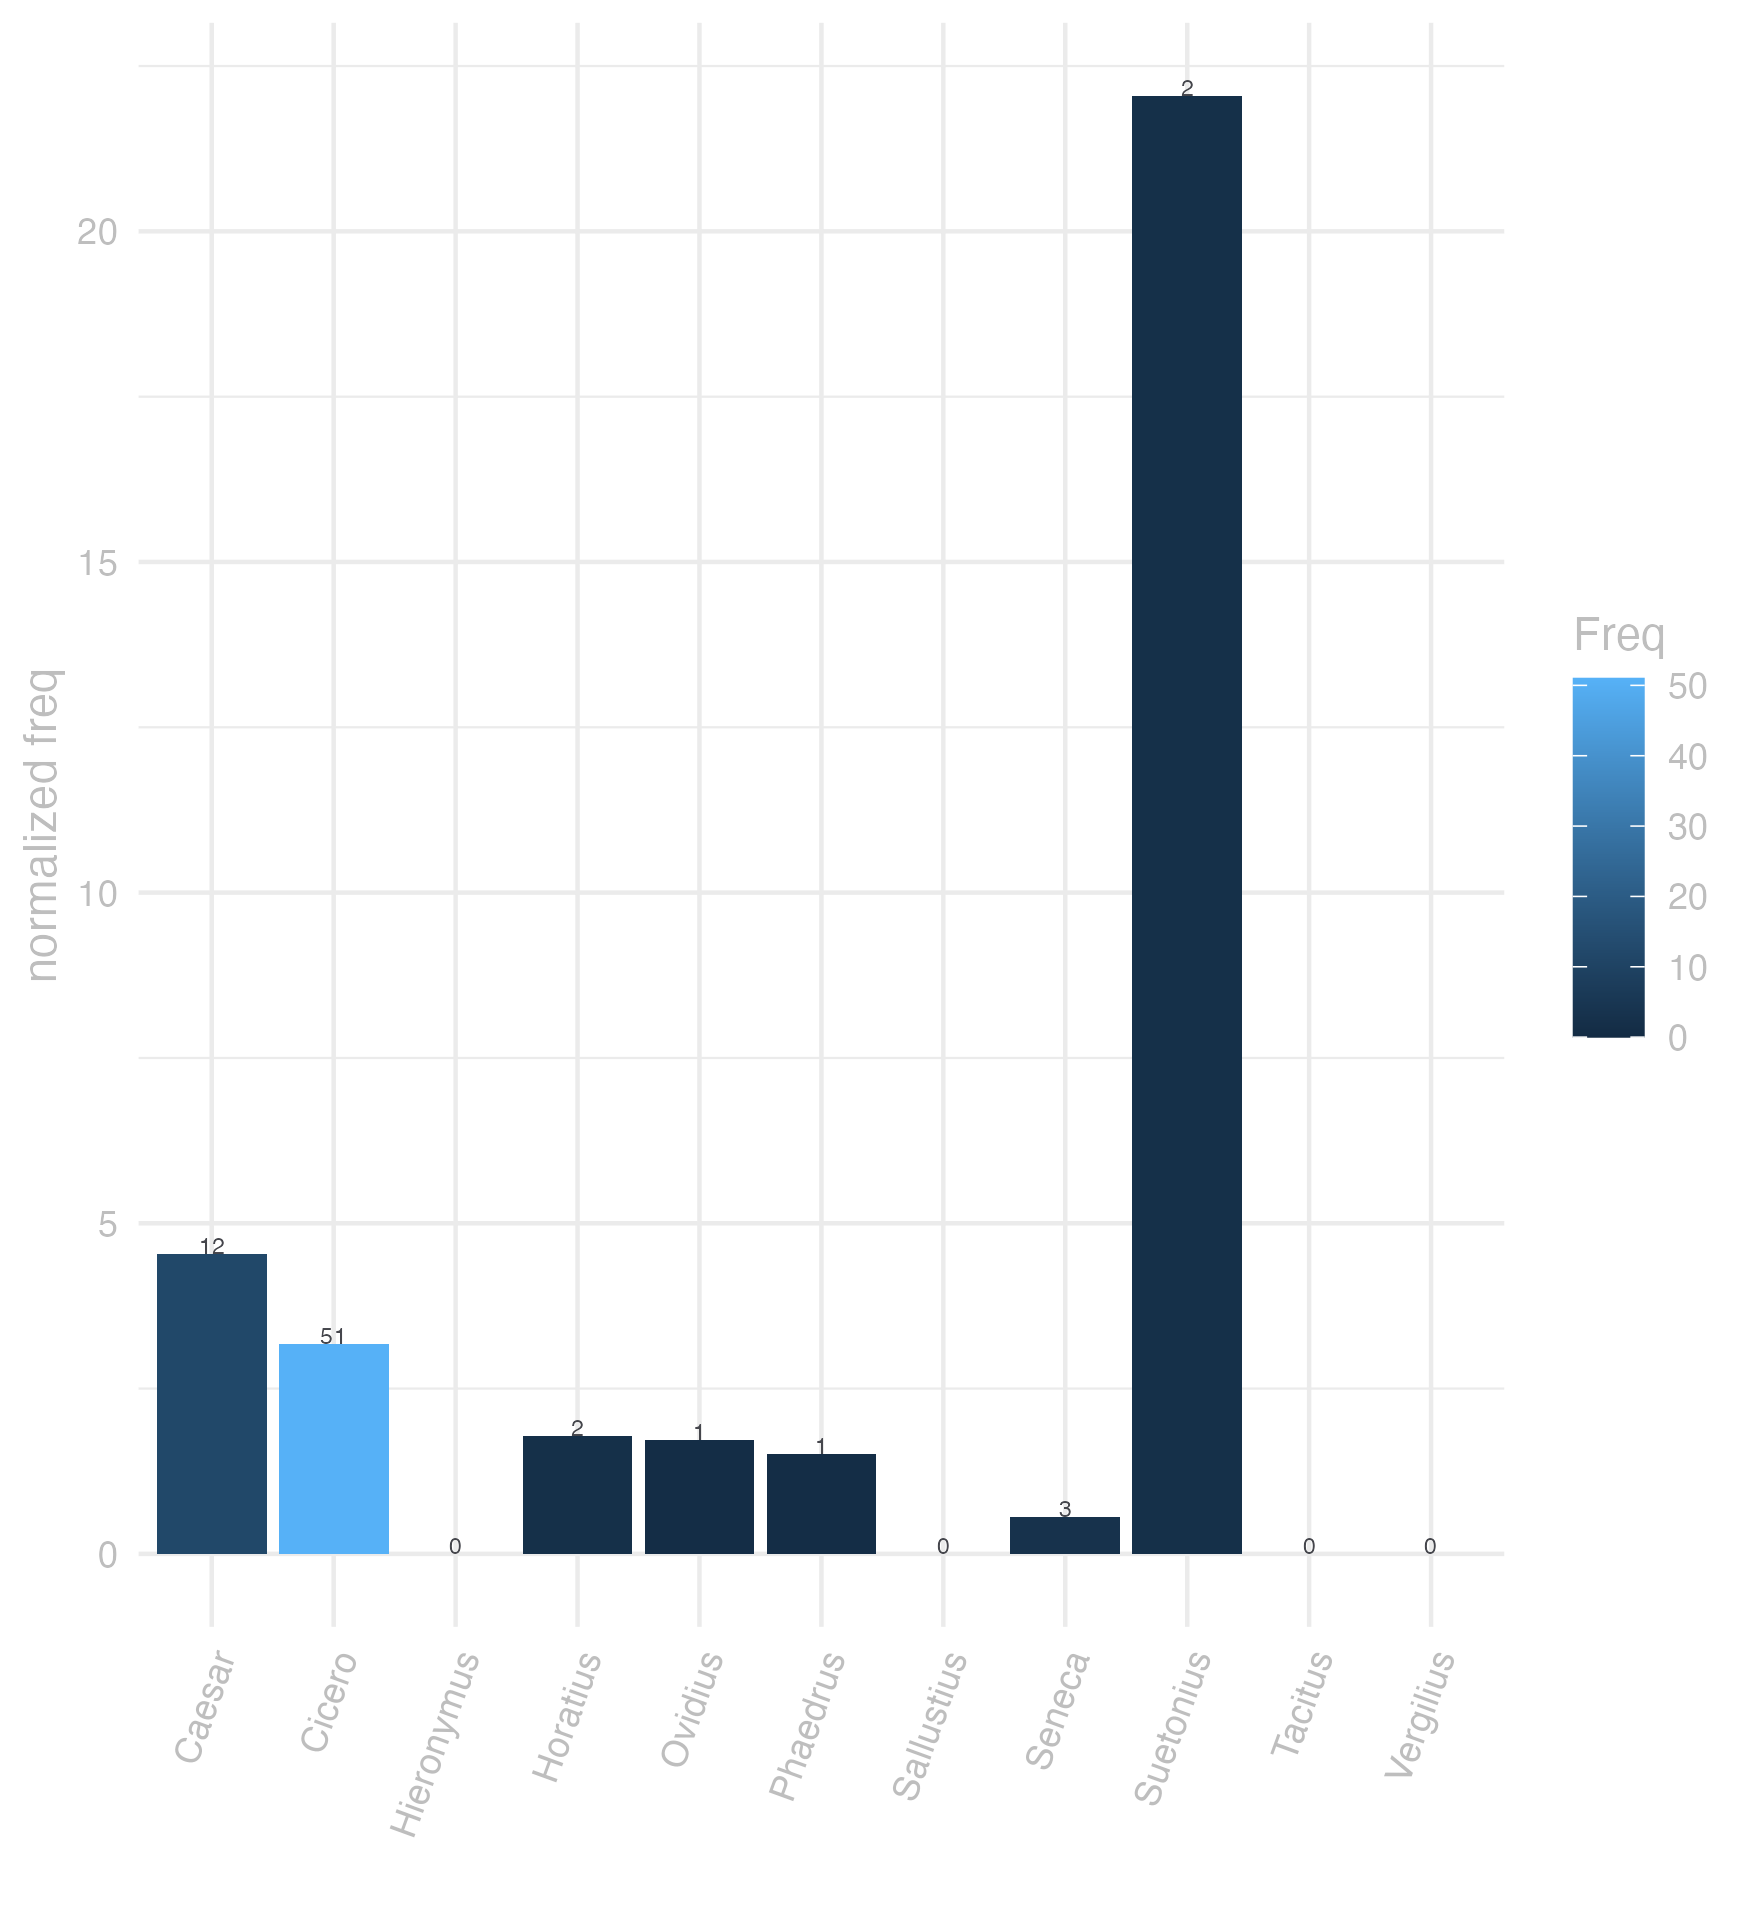 normalized freq
20
15
10
5
0
12
51
0
2
1
1
0
3
2
0
0
Caesar
Cicero
Hieronymus
Horatius
Ovidius
Phaedrus
Sallustius
Seneca
Suetonius
Tacitus
Vergilius
Freq
50
40
30
20
10
0